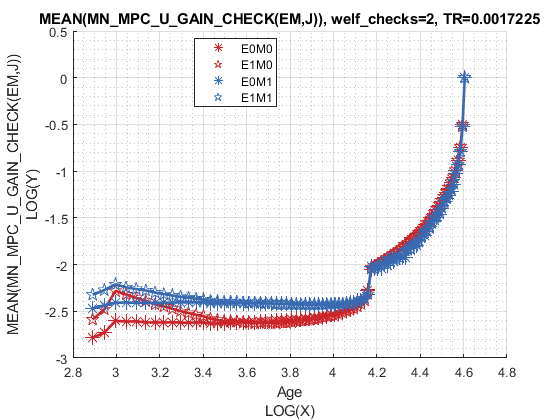 MEAN(MN_MPC_U_GAIN_CHECK(EM,J)), welf_checks=2, TR=0.0017225
E0M0
E1M0
E0M1
E1M1
0.5
0
-0.5
-1
-1.5
-2
-2.5
-3
MEAN(MN_MPC_U_GAIN_CHECK(EM,J))
LOG(Y)
2.8 3 3.2 3.4 3.6 3.8 4 4.2 4.4 4.6 4.8
Age
LOG(X)